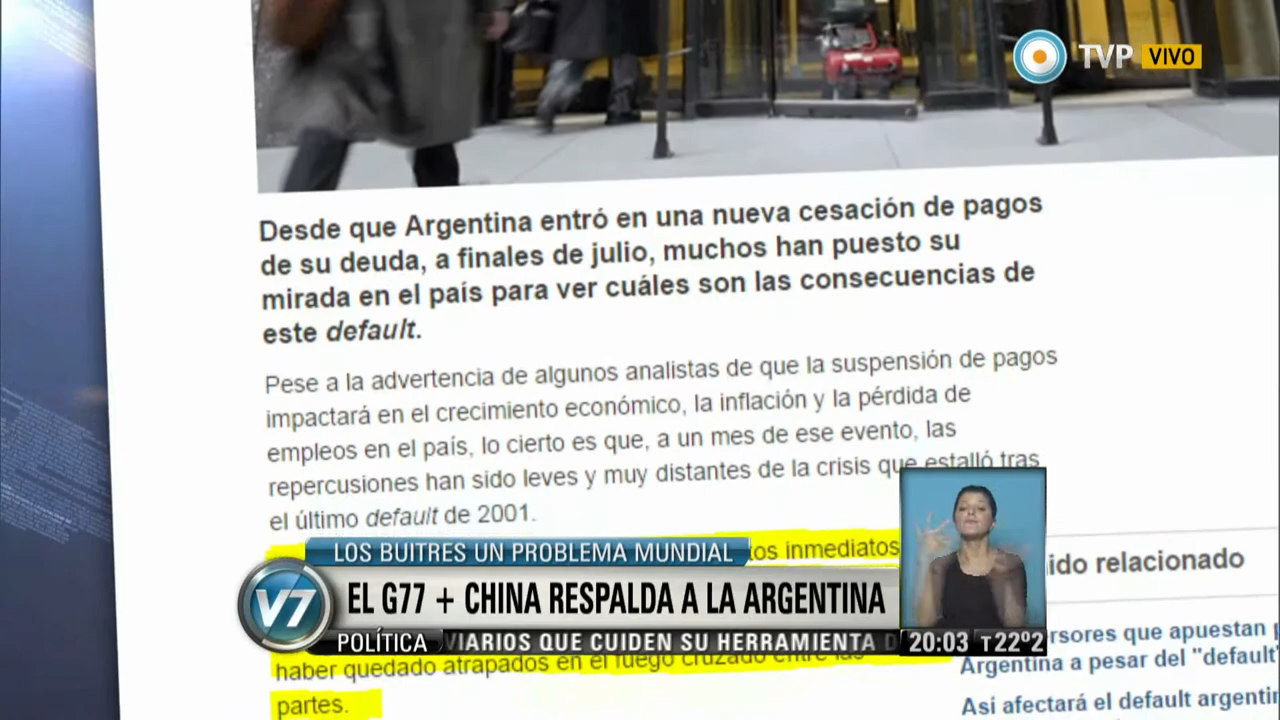 TVP VIVO
Desde que Argentina entró en una nueva cesación de pagos
de su deuda, a finales de julio, muchos han puesto su
mirada en el país para ver cuáles son las consecuencias de
este default.
Pese a la advertencia de algunos analistas de que la suspensión de pagos
impactará en el crecimiento económico, la inflación y la pérdida de
empleos en el país, lo cierto es que, a un mes de ese evento, las
repercusiones han sido leves y muy distantes de la crisis que estalló tras
el último default de 2001.
inmediatos
LOS BUITRES UN PROBLEMA MUNDIAL
V7
EL G77 + CHINA RESPALDA A LA ARGENTINA
POLÍTICA
VIARIOS QUE CUIDEN SU HERRAMIENTA D
20:03 T22º2
haber quedado atrapados en el fuego cruzado entre las
partes.
ido relacionado
rsores que apuestan
Argentina a pesar del "default"
Así afectará el default argentin